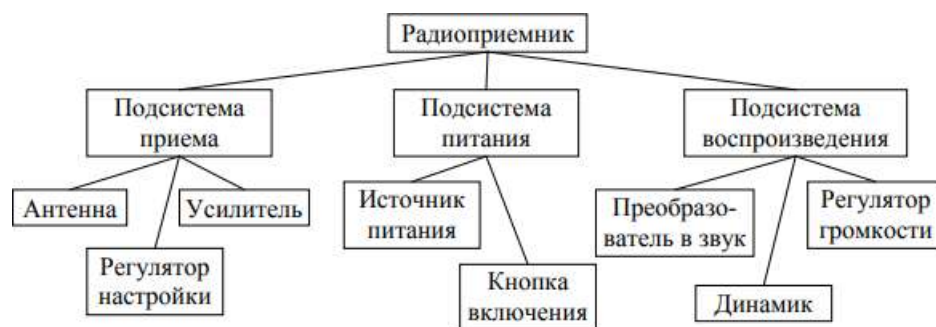 Радиоприемник
Подсистема
приема
Подсистема
питания
Подсистема
воспроизведения
Антенна
Усилитель
Регулятор
настройки
Источник
питания
Кнопка
включения
Преобразо-
ватель в звук
Динамик
Регулятор
громкости